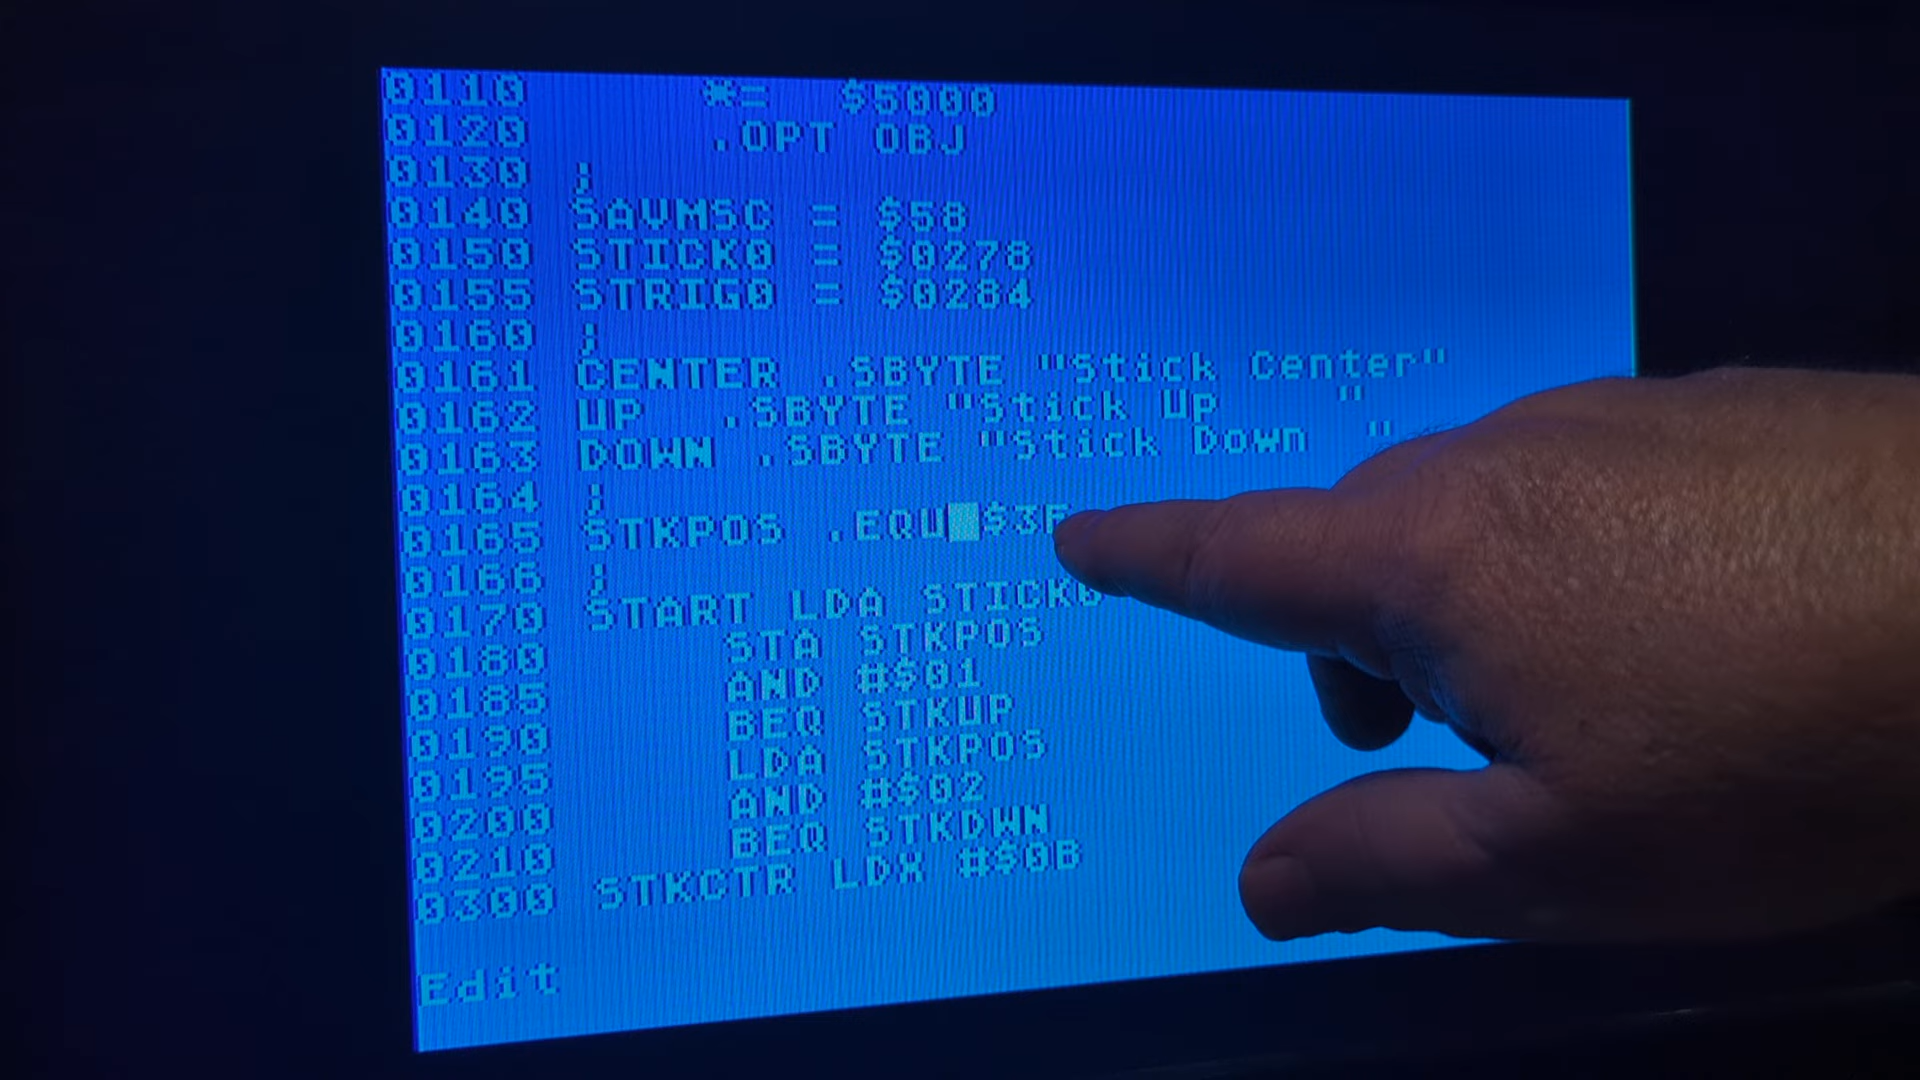 0110 *= $5000
0120 .OPT OBJ
0130 ;
0140 SAVMSC = $58
0150 STICK0 = $0278
0155 STRIG0 = $0284
0160 ;
0161 CENTER .SBYTE "Stick Center"
0162 UP .SBYTE "Stick Up    "
0163 DOWN .SBYTE "Stick Down  "
0164 ;
0165 STKPOS .EQU
0166 ;
0170 START LDA STICK0
0180 STA STKPOS
0185 AND #$01
0190 BEQ STKUP
0195 LDA STKPOS
0200 AND #$02
0210 BEQ STKDWN
0300 STKCTR LDX #$0B
Edit